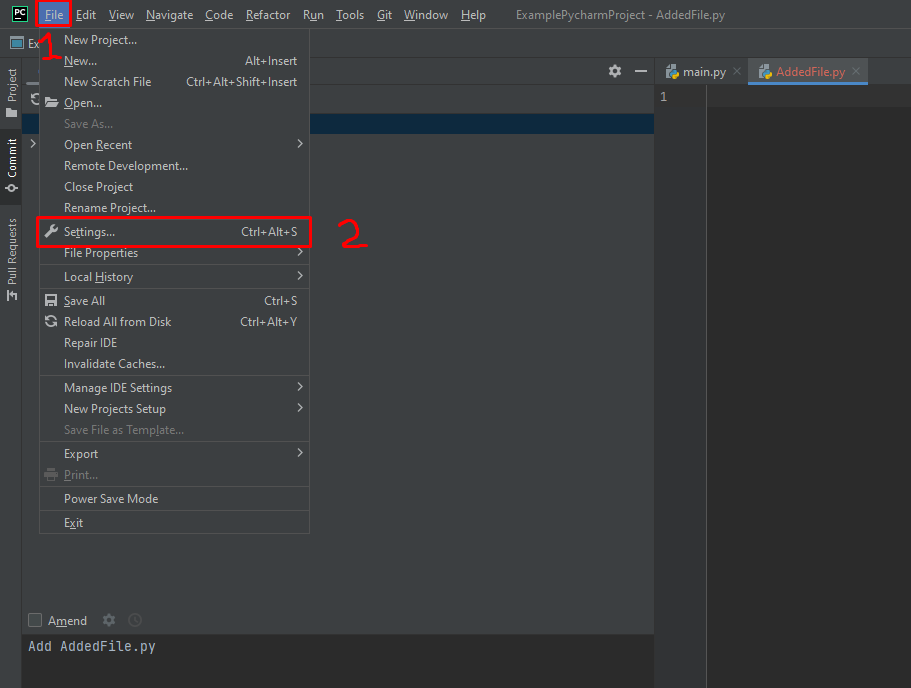 PC File Edit View Navigate Code Refactor Run Tools Git Window Help ExamplePycharmProject - AddedFile.py
1
New Project...
New... Alt+Insert
New Scratch File Ctrl+Alt+Shift+Insert
Open...
Save As...
Open Recent
Remote Development...
Close Project
Rename Project...
Settings... Ctrl+Alt+S
2
File Properties
Local History
Save All Ctrl+S
Reload All from Disk Ctrl+Alt+Y
Repair IDE
Invalidate Caches...
Manage IDE Settings
New Projects Setup
Save File as Template...
Export
Print...
Power Save Mode
Exit
Project
Commit
Pull Requests
main.py AddedFile.py
1
Amend
Add AddedFile.py